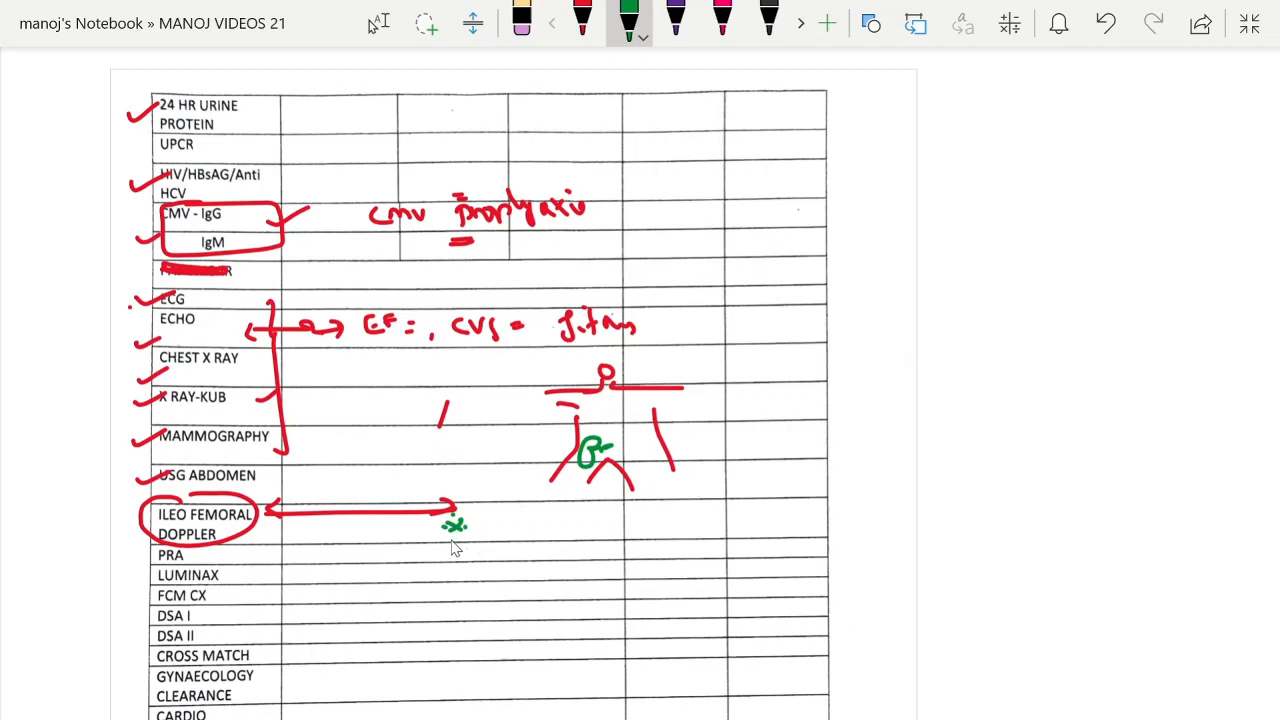 manoj's Notebook » MANOJ VIDEOS 21
24 HR URINE
PROTEIN
UPCR
HIV/HBsAG/Anti
HCV
CMV - IgG
IgM
CMV
ECG
ECHO
EF = , CVS = fitness
CHEST X RAY
X RAY-KUB
MAMMOGRAPHY
USG ABDOMEN
ILEO FEMORAL
DOPPLER
PRA
LUMINAX
FCM CX
DSA I
DSA II
CROSS MATCH
GYNAECOLOGY
CLEARANCE
CARDIO